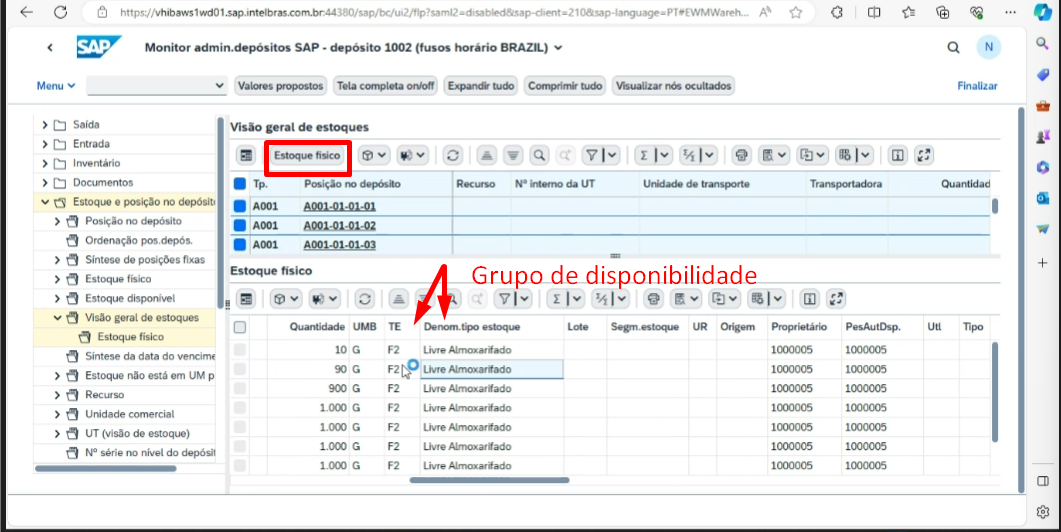 https://vhibaws1wd01.sap.intelbras.com.br:44380/sap/bc/ui2/flp?saml2=disabled&sap-client=210&sap-language=PT#EWMWareh...
SAP Monitor admin.depósitos SAP - depósito 1002 (fusos horário BRAZIL) N
Menu Valores propostos Tela completa on/off Expandir tudo Comprimir tudo Visualizar nós ocultados Finalizar
Saída
Entrada
Inventário
Documentos
Estoque e posição no depósit
Posição no depósito
Ordenação pos.depós.
Síntese de posições fixas
Estoque físico
Estoque disponível
Visão geral de estoques
Estoque físico
Síntese da data do vencime
Estoque não está em UM p
Recurso
Unidade comercial
UT (visão de estoque)
Nº série no nível do depósit
Visão geral de estoques
Estoque físico
Tp. Posição no depósito Recurso Nº interno da UT Unidade de transporte Transportadora Quantidad
A001 A001-01-01-01
A001 A001-01-01-02
A001 A001-01-01-03
Estoque físico
Grupo de disponibilidade
Quantidade UMB TE Denom.tipo estoque Lote Segm.estoque UR Origem Proprietário PesAutDsp. Utl Tipo
10 G F2 Livre Almoxarifado 1000005 1000005
90 G F2 Livre Almoxarifado 1000005 1000005
900 G F2 Livre Almoxarifado 1000005 1000005
1.000 G F2 Livre Almoxarifado 1000005 1000005
1.000 G F2 Livre Almoxarifado 1000005 1000005
1.000 G F2 Livre Almoxarifado 1000005 1000005
1.000 G F2 Livre Almoxarifado 1000005 1000005